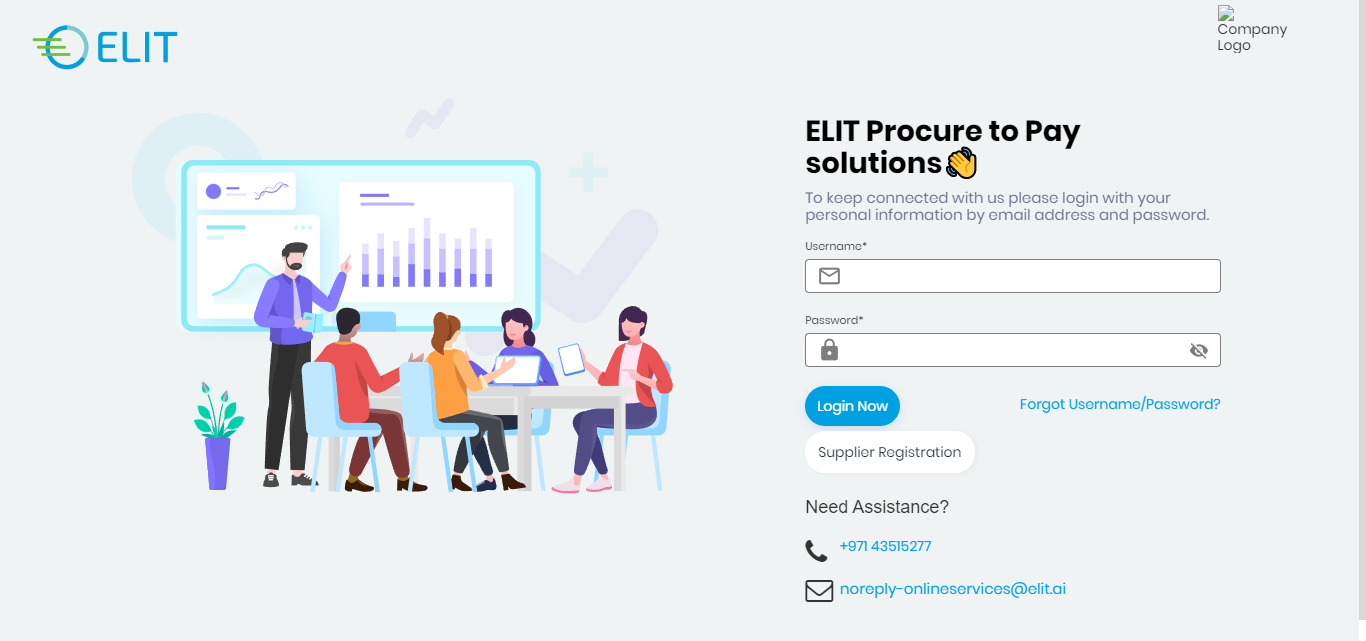 ELIT
Company
Logo
ELIT Procure to Pay
solutions👋
To keep connected with us please login with your
personal information by email address and password.
Username*
Password*
Login Now
Forgot Username/Password?
Supplier Registration
Need Assistance?
+971 43515277
noreply-onlineservices@elit.ai